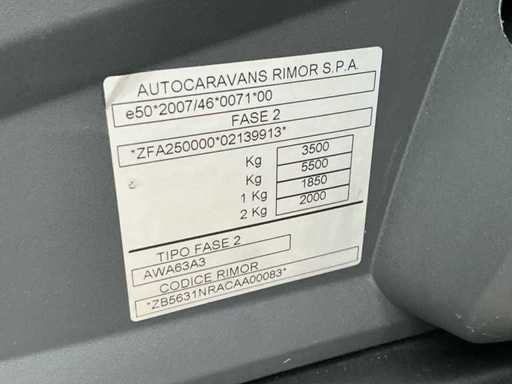 AUTOCARAVANS RIMOR S.P.A.
e50*2007/46*0071*00
FASE 2
*ZFA250000*02139913*
Kg 3500
Kg 5500
1 Kg 1850
2 Kg 2000
TIPO FASE 2
AWA63A3
CODICE RIMOR
*ZB5631NRACAA00083*